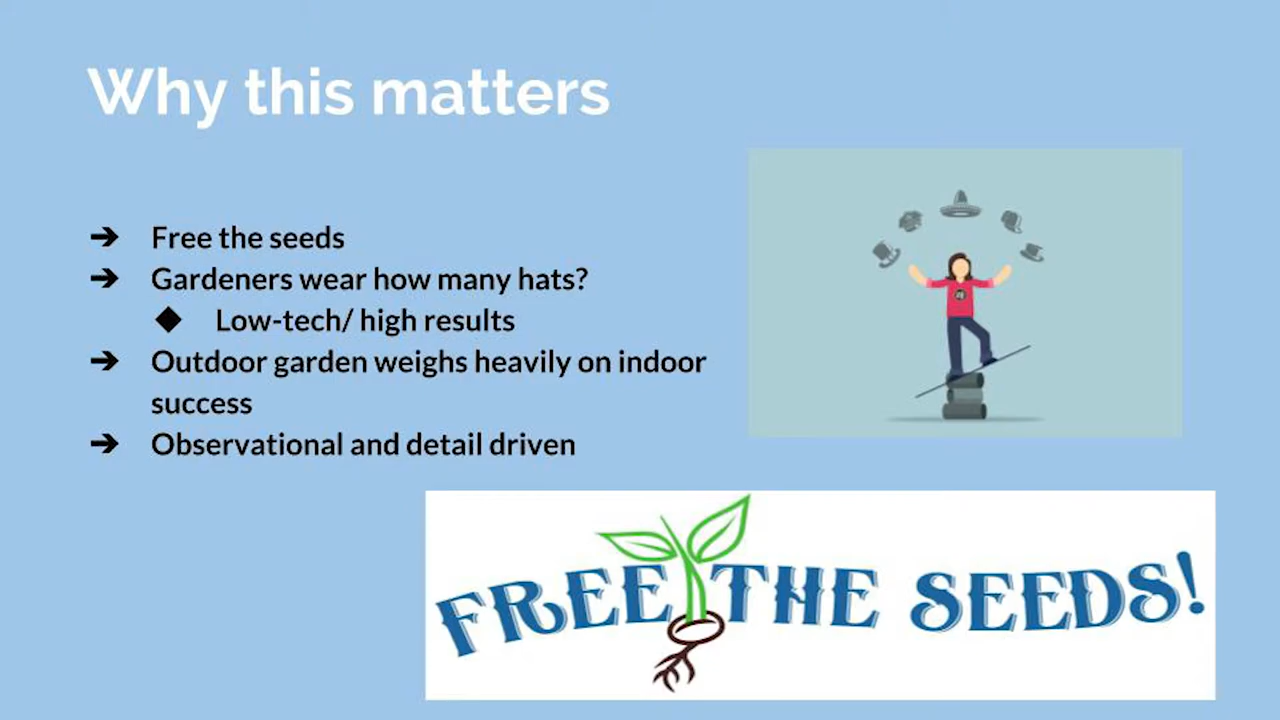 Why this matters
➔ Free the seeds
➔ Gardeners wear how many hats?
◆ Low-tech/ high results
➔ Outdoor garden weighs heavily on indoor
success
➔ Observational and detail driven
FREE THE SEEDS!